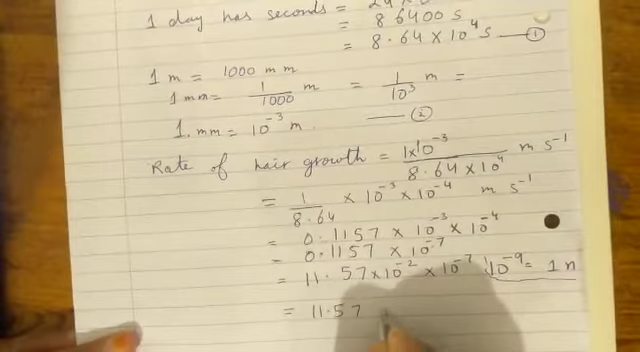 1 day has seconds = 24 x
= 86400 s
= 8.64 × 10⁴ s — ①
1 m = 1000 m m
1 mm = 1/1000 m = 1/10³ m =
1. mm = 10⁻³ m. — ②
Rate of hair growth = 1×10⁻³ / 8.64 × 10⁴ m s⁻¹
= 1/8.64 × 10⁻³ × 10⁻⁴ m s⁻¹
= 0.1157 × 10⁻³ × 10⁻⁴
= 0.1157 × 10⁻⁷
= 11.57 × 10⁻² × 10⁻⁷ 10⁻⁹ = 1 n
= 11.57